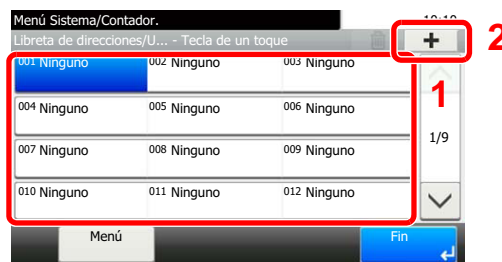 Menú Sistema/Contador. 10:10
Libreta de direcciones/U... - Tecla de un toque
+ 2
001 Ninguno 002 Ninguno 003 Ninguno
1
004 Ninguno 005 Ninguno 006 Ninguno
1/9
007 Ninguno 008 Ninguno 009 Ninguno
010 Ninguno 011 Ninguno 012 Ninguno
Menú Fin